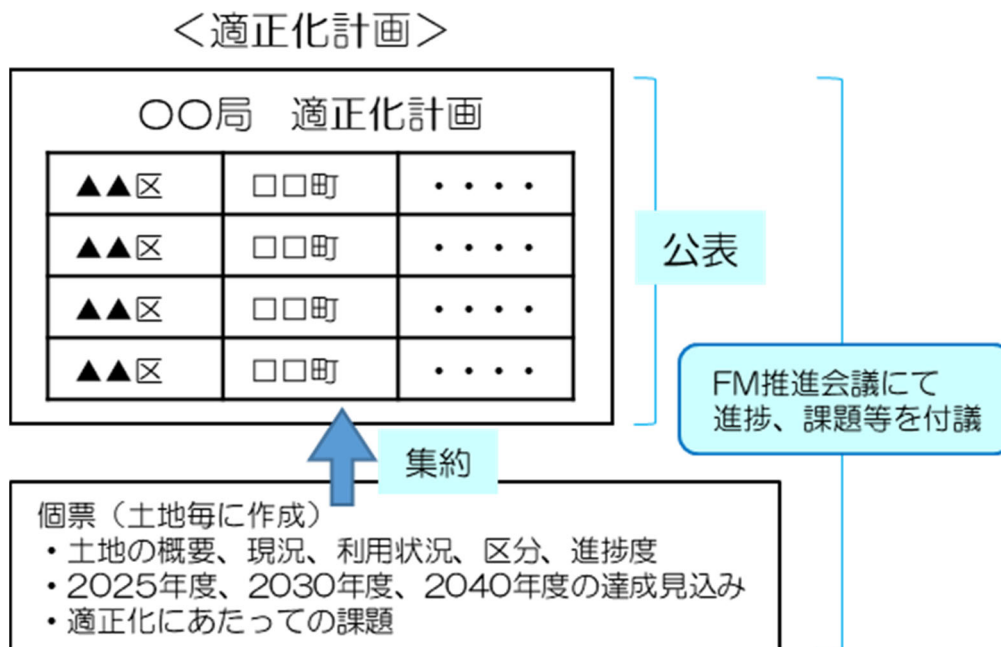 ＜適正化計画＞
〇〇局　適正化計画
▲▲区 □□町 ・・・・
▲▲区 □□町 ・・・・
▲▲区 □□町 ・・・・
▲▲区 □□町 ・・・・
公表
FM推進会議にて
進捗、課題等を付議
集約
個票（土地毎に作成）
・土地の概要、現況、利用状況、区分、進捗度
・2025年度、2030年度、2040年度の達成見込み
・適正化にあたっての課題